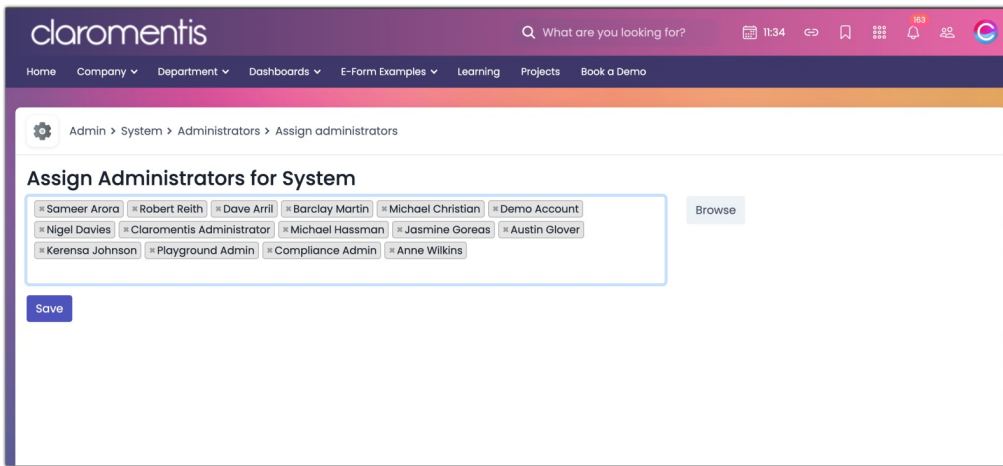 claromentis
What are you looking for?
11:34
163
Home Company Department Dashboards E-Form Examples Learning Projects Book a Demo
Admin > System > Administrators > Assign administrators
Assign Administrators for System
× Sameer Arora × Robert Reith × Dave Arril × Barclay Martin × Michael Christian × Demo Account
× Nigel Davies × Claromentis Administrator × Michael Hassman × Jasmine Goreas × Austin Glover
× Kerensa Johnson × Playground Admin × Compliance Admin × Anne Wilkins
Browse
Save